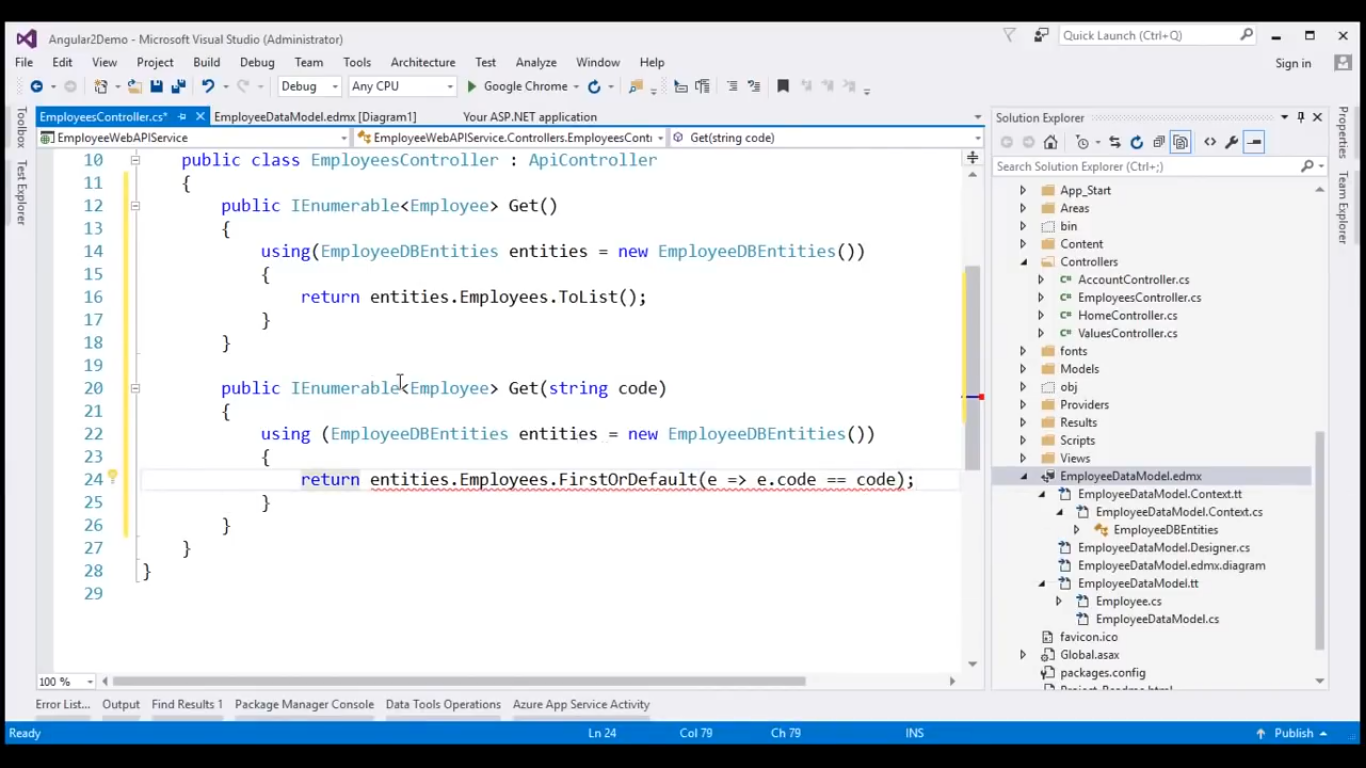 Angular2Demo - Microsoft Visual Studio (Administrator)
Quick Launch (Ctrl+Q)
File Edit View Project Build Debug Team Tools Architecture Test Analyze Window Help
Sign in
Debug Any CPU Google Chrome
Toolbox
Test Explorer
EmployeesController.cs* EmployeeDataModel.edmx [Diagram1] Your ASP.NET application
EmployeeWebAPIService EmployeeWebAPIService.Controllers.EmployeesCont Get(string code)
10 public class EmployeesController : ApiController
11 {
12 public IEnumerable<Employee> Get()
13 {
14 using(EmployeeDBEntities entities = new EmployeeDBEntities())
15 {
16 return entities.Employees.ToList();
17 }
18 }
19
20 public IEnumerable<Employee> Get(string code)
21 {
22 using (EmployeeDBEntities entities = new EmployeeDBEntities())
23 {
24 return entities.Employees.FirstOrDefault(e => e.code == code);
25 }
26 }
27 }
28 }
29
100 %
Solution Explorer
Search Solution Explorer (Ctrl+;)
App_Start
Areas
bin
Content
Controllers
AccountController.cs
EmployeesController.cs
HomeController.cs
ValuesController.cs
fonts
Models
obj
Providers
Results
Scripts
Views
EmployeeDataModel.edmx
EmployeeDataModel.Context.tt
EmployeeDataModel.Context.cs
EmployeeDBEntities
EmployeeDataModel.Designer.cs
EmployeeDataModel.edmx.diagram
EmployeeDataModel.tt
Employee.cs
EmployeeDataModel.cs
favicon.ico
Global.asax
packages.config
Project_Readme.html
Properties
Team Explorer
Error List... Output Find Results 1 Package Manager Console Data Tools Operations Azure App Service Activity
Ready Ln 24 Col 79 Ch 79 INS Publish